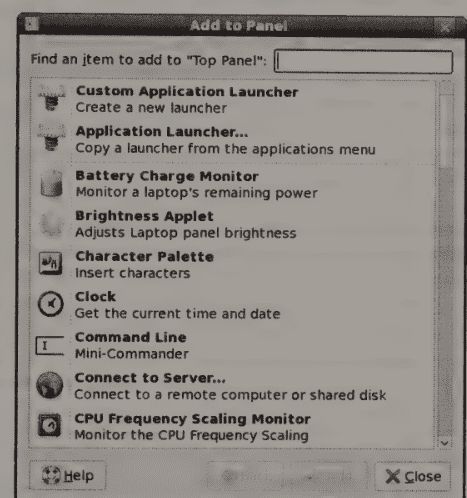 Add to Panel
Find an item to add to "Top Panel":
Custom Application Launcher
Create a new launcher
Application Launcher...
Copy a launcher from the applications menu
Battery Charge Monitor
Monitor a laptop's remaining power
Brightness Applet
Adjusts Laptop panel brightness
Character Palette
Insert characters
Clock
Get the current time and date
Command Line
Mini-Commander
Connect to Server...
Connect to a remote computer or shared disk
CPU Frequency Scaling Monitor
Monitor the CPU Frequency Scaling
Help
Close